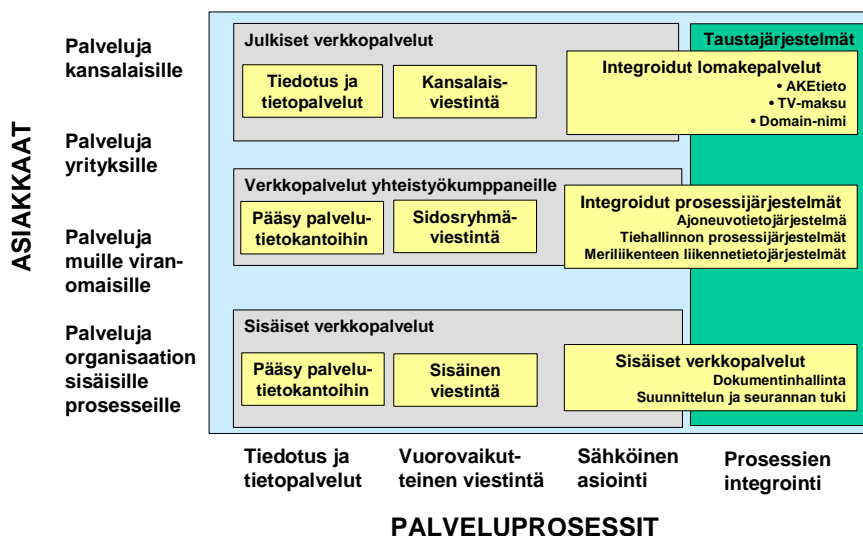 ASIAKKAAT
Palveluja
kansalaisille
Palveluja
yrityksille
Palveluja
muille viran-
omaisille
Palveluja
organisaation
sisäisille
prosesseille
Julkiset verkkopalvelut
Tiedotus ja
tietopalvelut
Kansalais-
viestintä
Taustajärjestelmät
Integroidut lomakepalvelut
• AKEtieto
• TV-maksu
• Domain-nimi
Verkkopalvelut yhteistyökumppaneille
Pääsy palvelu-
tietokantoihin
Sidosryhmä-
viestintä
Integroidut prosessijärjestelmät
Ajoneuvotietojärjestelmä
Tiehallinnon prosessijärjestelmät
Meriliikenteen liikennetietojärjestelmät
Sisäiset verkkopalvelut
Pääsy palvelu-
tietokantoihin
Sisäinen
viestintä
Sisäiset verkkopalvelut
Dokumentinhallinta
Suunnittelun ja seurannan tuki
Tiedotus ja
tietopalvelut
Vuorovaikut-
teinen viestintä
Sähköinen
asiointi
Prosessien
integrointi
PALVELUPROSESSIT